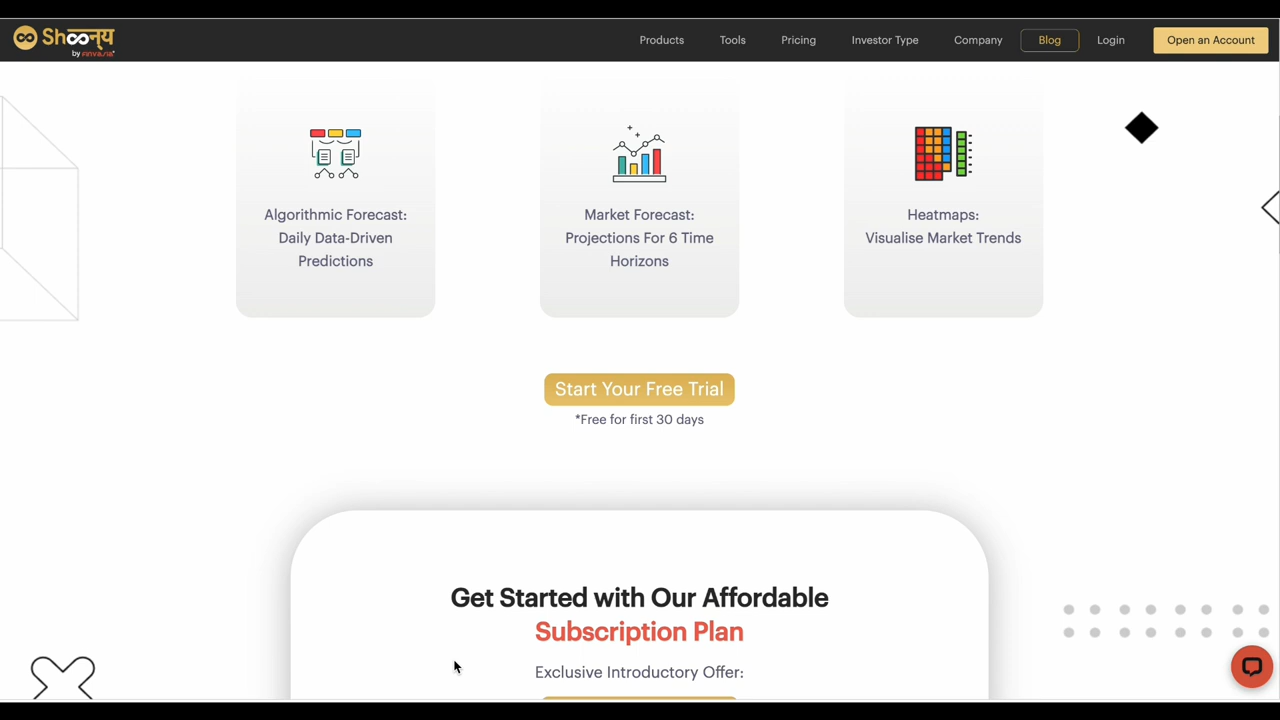 Shooन्य
by FINVASIA
Products
Tools
Pricing
Investor Type
Company
Blog
Login
Open an Account
Algorithmic Forecast:
Daily Data-Driven
Predictions
Market Forecast:
Projections For 6 Time
Horizons
Heatmaps:
Visualise Market Trends
Start Your Free Trial
*Free for first 30 days
Get Started with Our Affordable
Subscription Plan
Exclusive Introductory Offer: